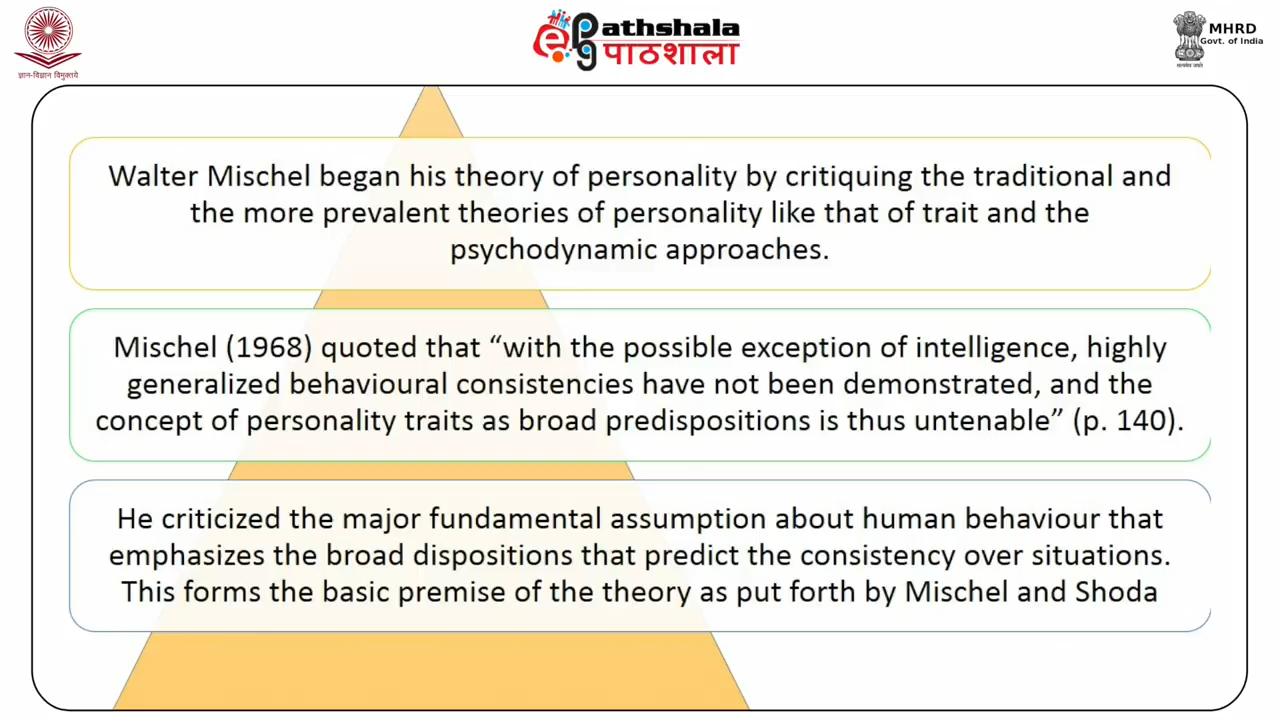 ज्ञान-विज्ञान विमुक्तये
ePG athshala
पाठशाला
MHRD
Govt. of India
सत्यमेव जयते
Walter Mischel began his theory of personality by critiquing the traditional and
the more prevalent theories of personality like that of trait and the
psychodynamic approaches.
Mischel (1968) quoted that “with the possible exception of intelligence, highly
generalized behavioural consistencies have not been demonstrated, and the
concept of personality traits as broad predispositions is thus untenable” (p. 140).
He criticized the major fundamental assumption about human behaviour that
emphasizes the broad dispositions that predict the consistency over situations.
This forms the basic premise of the theory as put forth by Mischel and Shoda